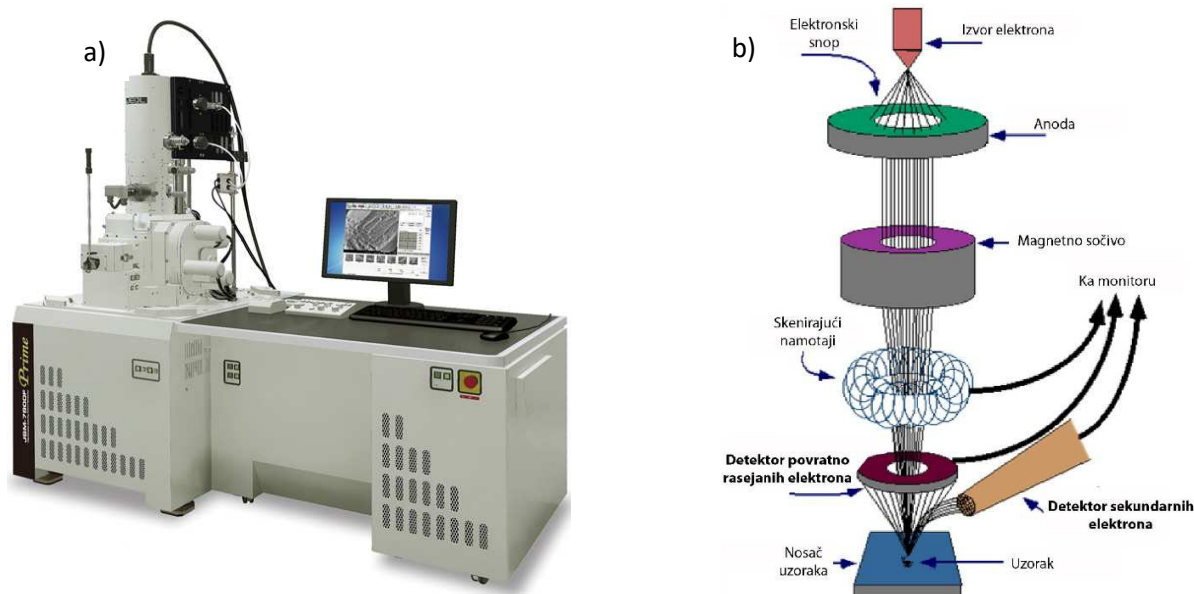 a)
JEOL
JSM-7800F Prime
b)
Elektronski
snop
Izvor elektrona
Anoda
Magnetno sočivo
Ka monitoru
Skenirajući
namotaji
Detektor povratno
rasejanih elektrona
Detektor sekundarnih
elektrona
Nosač
uzoraka
Uzorak